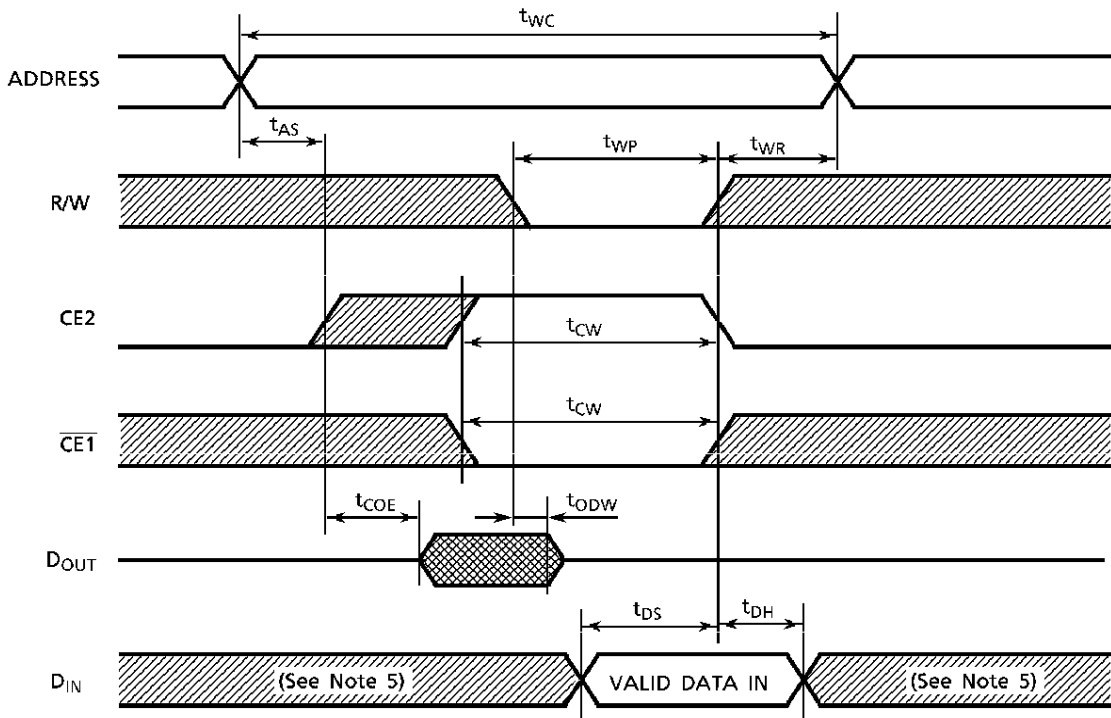 tWC
ADDRESS
tAS
tWP
tWR
R/W
CE2
tCW
tCW
CE1
tCOE
tODW
DOUT
tDS
tDH
DIN
(See Note 5)
VALID DATA IN
(See Note 5)